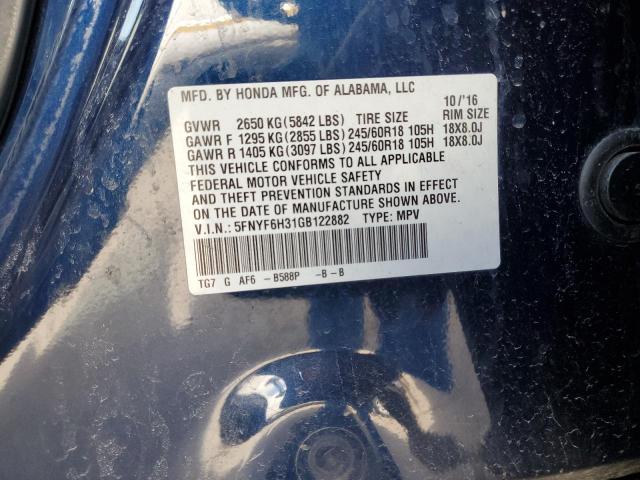 MFD. BY HONDA MFG. OF ALABAMA, LLC 10/'16
GVWR 2650 KG(5842 LBS) TIRE SIZE RIM SIZE
GAWR F 1295 KG(2855 LBS) 245/60R18 105H 18X8.0J
GAWR R 1405 KG(3097 LBS) 245/60R18 105H 18X8.0J
THIS VEHICLE CONFORMS TO ALL APPLICABLE
FEDERAL MOTOR VEHICLE SAFETY
AND THEFT PREVENTION STANDARDS IN EFFECT
ON THE DATE OF MANUFACTURE SHOWN ABOVE.
V.I.N.: 5FNYF6H31GB122882 TYPE: MPV
TG7 G AF6 - B588P -B - B